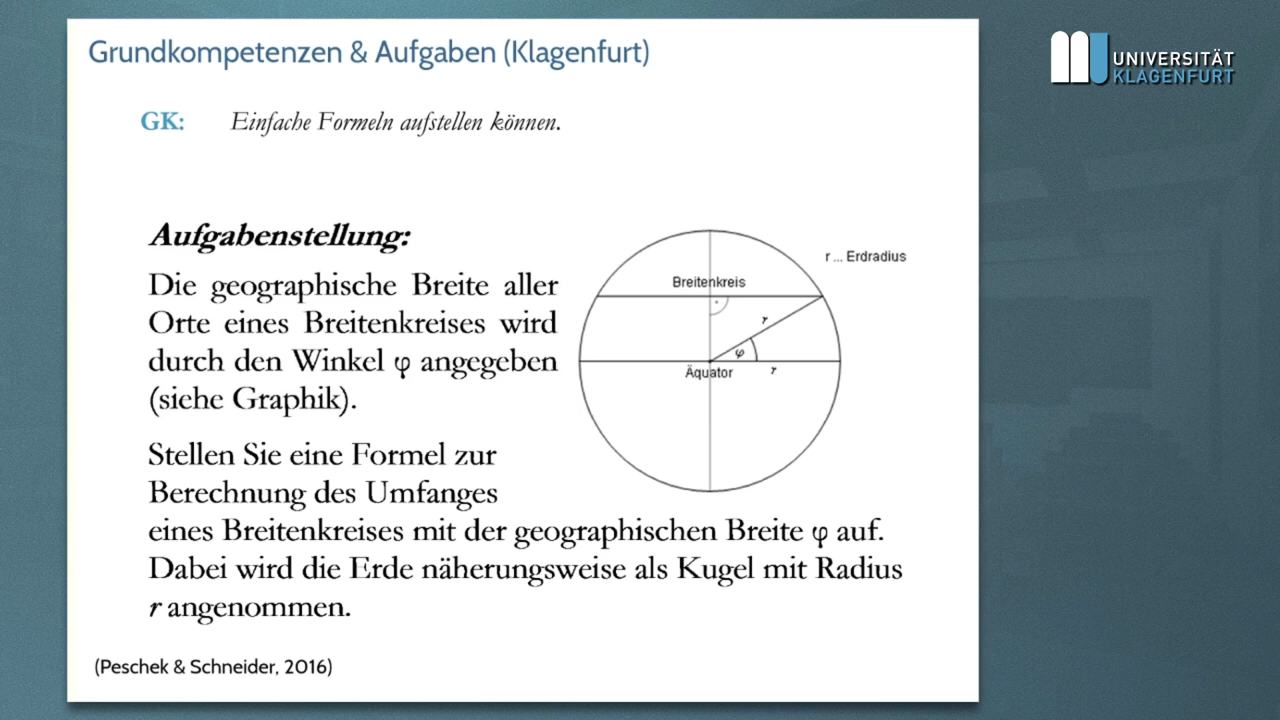 Grundkompetenzen & Aufgaben (Klagenfurt)
UNIVERSITÄT
KLAGENFURT
GK: Einfache Formeln aufstellen können.
Aufgabenstellung:
Die geographische Breite aller
Orte eines Breitenkreises wird
durch den Winkel φ angegeben
(siehe Graphik).
r ... Erdradius
Breitenkreis
r
φ
Äquator
r
Stellen Sie eine Formel zur
Berechnung des Umfanges
eines Breitenkreises mit der geographischen Breite φ auf.
Dabei wird die Erde näherungsweise als Kugel mit Radius
r angenommen.
(Peschek & Schneider, 2016)